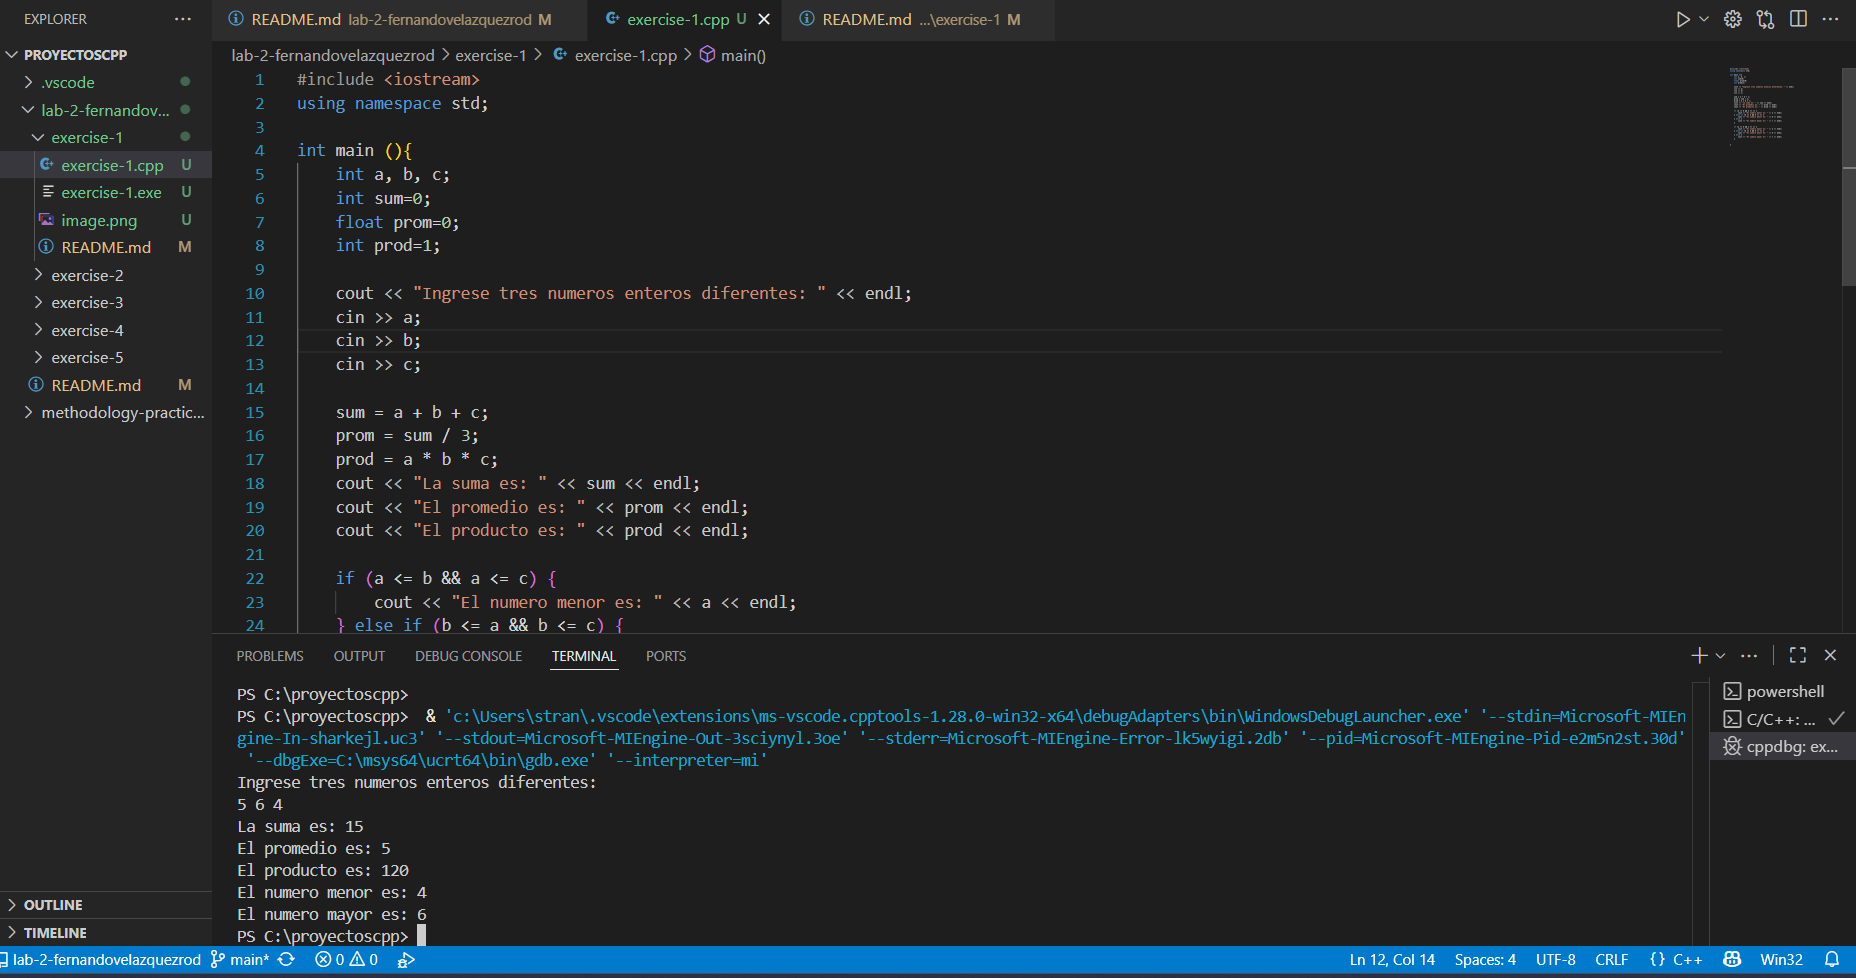 EXPLORER
PROYECTOSCPP
.vscode
lab-2-fernandov...
exercise-1
exercise-1.cpp U
exercise-1.exe U
image.png U
README.md M
exercise-2
exercise-3
exercise-4
exercise-5
README.md M
methodology-practic...
OUTLINE
TIMELINE
README.md lab-2-fernandovelazquezrod M
exercise-1.cpp U
README.md ...\exercise-1 M
lab-2-fernandovelazquezrod > exercise-1 > exercise-1.cpp > main()
1 #include <iostream>
2 using namespace std;
3
4 int main (){
5 int a, b, c;
6 int sum=0;
7 float prom=0;
8 int prod=1;
9
10 cout << "Ingrese tres numeros enteros diferentes: " << endl;
11 cin >> a;
12 cin >> b;
13 cin >> c;
14
15 sum = a + b + c;
16 prom = sum / 3;
17 prod = a * b * c;
18 cout << "La suma es: " << sum << endl;
19 cout << "El promedio es: " << prom << endl;
20 cout << "El producto es: " << prod << endl;
21
22 if (a <= b && a <= c) {
23 cout << "El numero menor es: " << a << endl;
24 } else if (b <= a && b <= c) {
PROBLEMS OUTPUT DEBUG CONSOLE TERMINAL PORTS
PS C:\proyectoscpp>
PS C:\proyectoscpp>  & 'c:\Users\stran\.vscode\extensions\ms-vscode.cpptools-1.28.0-win32-x64\debugAdapters\bin\WindowsDebugLauncher.exe' '--stdin=Microsoft-MIEn
gine-In-sharkejl.uc3' '--stdout=Microsoft-MIEngine-Out-3sciynyl.3oe' '--stderr=Microsoft-MIEngine-Error-lk5wyigi.2db' '--pid=Microsoft-MIEngine-Pid-e2m5n2st.30d'
'--dbgExe=C:\msys64\ucrt64\bin\gdb.exe' '--interpreter=mi'
Ingrese tres numeros enteros diferentes:
5 6 4
La suma es: 15
El promedio es: 5
El producto es: 120
El numero menor es: 4
El numero mayor es: 6
PS C:\proyectoscpp>
powershell
C/C++: ...
cppdbg: ex...
lab-2-fernandovelazquezrod main* 0 0 Ln 12, Col 14 Spaces: 4 UTF-8 CRLF {} C++ Win32